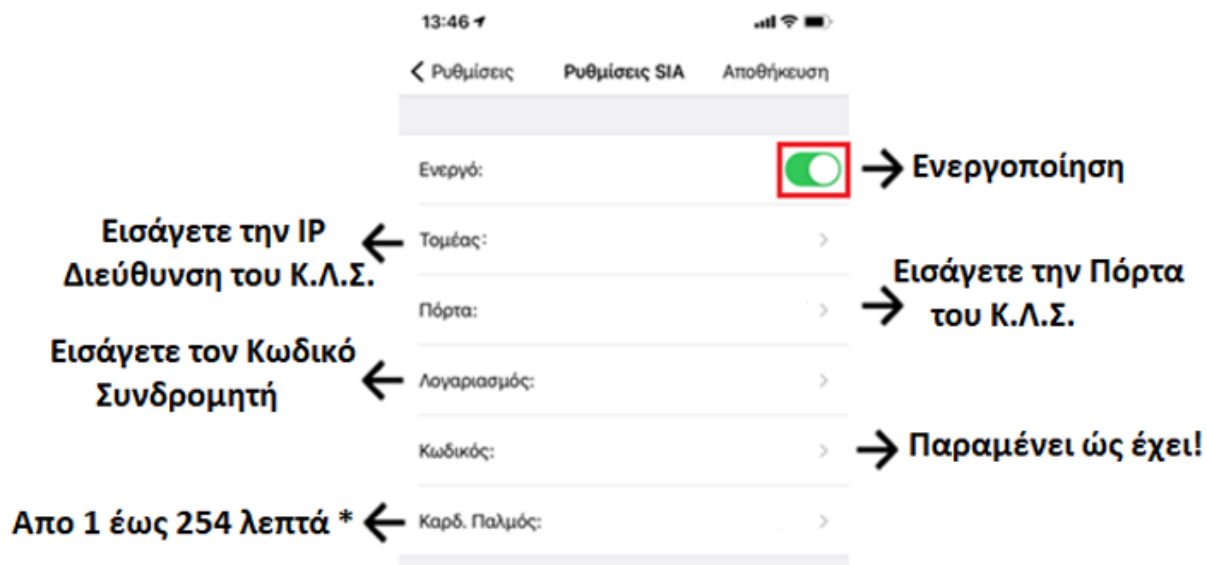 13:46
Ρυθμίσεις Ρυθμίσεις SIA Αποθήκευση
Ενεργό:
Ενεργοποίηση
Εισάγετε την IP
Διεύθυνση του Κ.Λ.Σ.
Τομέας:
Εισάγετε την Πόρτα
του Κ.Λ.Σ.
Πόρτα:
Εισάγετε τον Κωδικό
Συνδρομητή
Λογαριασμός:
Κωδικός:
Παραμένει ώς έχει!
Απο 1 έως 254 λεπτά *
Καρδ. Παλμός: